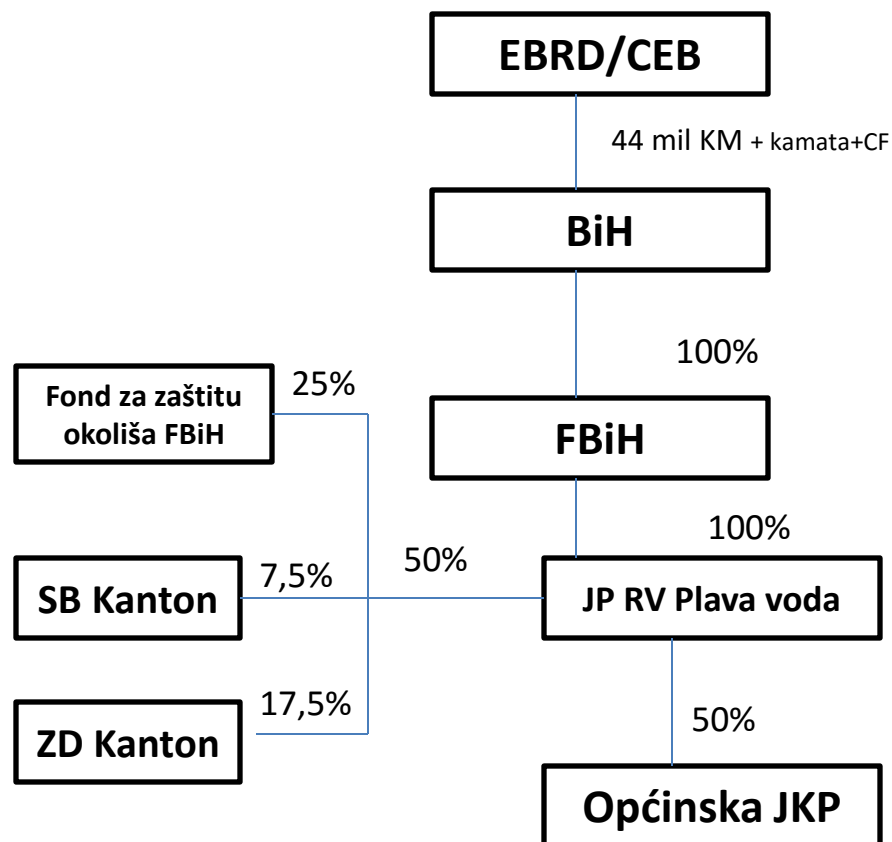 EBRD/CEB
44 mil KM + kamata+CF
BiH
100%
Fond za zaštitu
okoliša FBiH
25%
FBiH
100%
SB Kanton
7,5%
50%
JP RV Plava voda
ZD Kanton
17,5%
50%
Općinska JKP